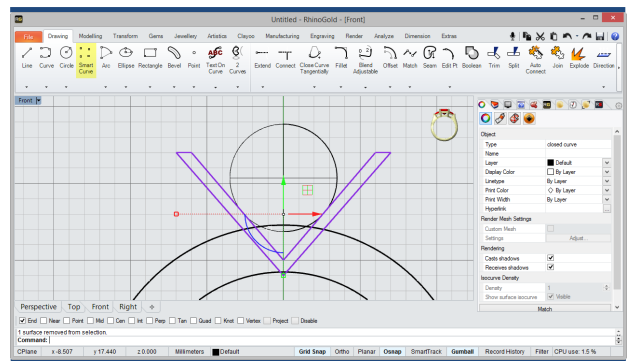 Untitled - RhinoGold - [Front]
File Drawing Modelling Transform Gems Jewellery Artistics Clayoo Manufacturing Engraving Render Analyze Dimension Extras
Line Curve Circle Smart Curve Arc Ellipse Rectangle Bevel Point Text On Curve 2 Curves Extend Connect Close Curve Tangentially Fillet Blend Adjustable Offset Match Seam Edit Pt Boolean Trim Split Auto Connect Join Explode Direction
Front
Object
Type closed curve
Name
Layer Default
Display Color By Layer
Linetype By Layer
Print Color By Layer
Print Width By Layer
Hyperlink ...
Render Mesh Settings
Custom Mesh
Settings Adjust...
Rendering
Casts shadows
Receives shadows
Isocurve Density
Density 1
Show surface isocurve Visible
Match
Perspective Top Front Right
End Near Point Mid Cen Int Perp Tan Quad Knot Vertex Project Disable
1 surface removed from selection.
Command:
CPlane x -8.507 y 17.440 z 0.000 Millimeters Default Grid Snap Ortho Planar Osnap SmartTrack Gumball Record History Filter CPU use: 1.5 %